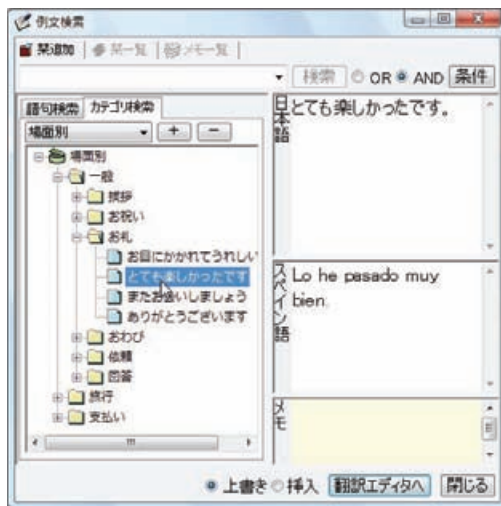 例文検索
栞追加 栞一覧 メモ一覧
検索 OR AND 条件
語句検索 カテゴリ検索
場面別 + -
場面別
一般
挨拶
お祝い
お礼
お目にかかれてうれしい
とても楽しかったです
またお会いしましょう
ありがとうございます
おわび
依頼
回答
旅行
支払い
日本語
とても楽しかったです。
スペイン語
Lo he pasado muy
bien.
メモ
上書き 挿入 翻訳エディタへ 閉じる